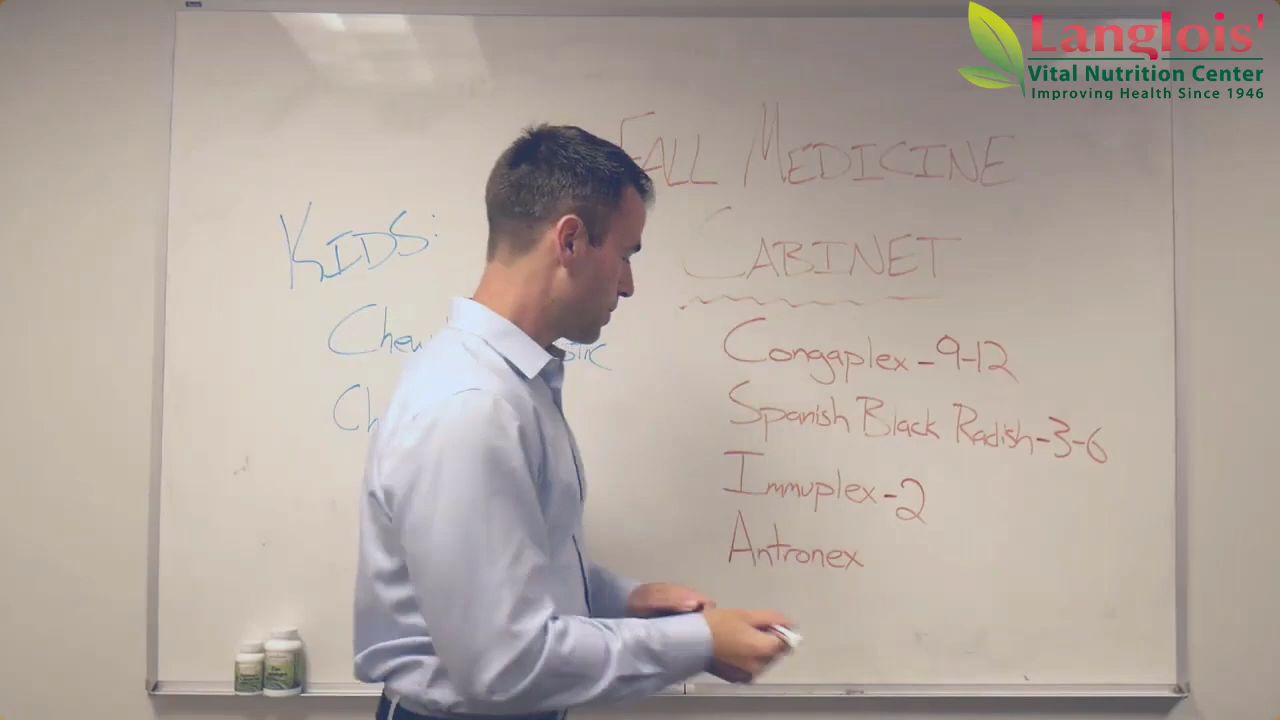 Langlois'
Vital Nutrition Center
Improving Health Since 1946
FALL MEDICINE
CABINET
KIDS:
Congaplex-9-12
Spanish Black Radish-3-6
Immuplex-2
Antronex